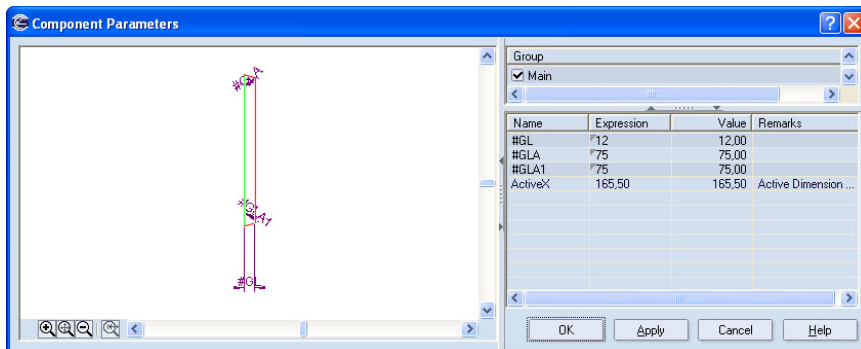 Component Parameters
Group
Main
Name Expression Value Remarks
#GL 12 12,00
#GLA 75 75,00
#GLA1 75 75,00
ActiveX 165,50 165,50 Active Dimension ...
#GL
OK Apply Cancel Help